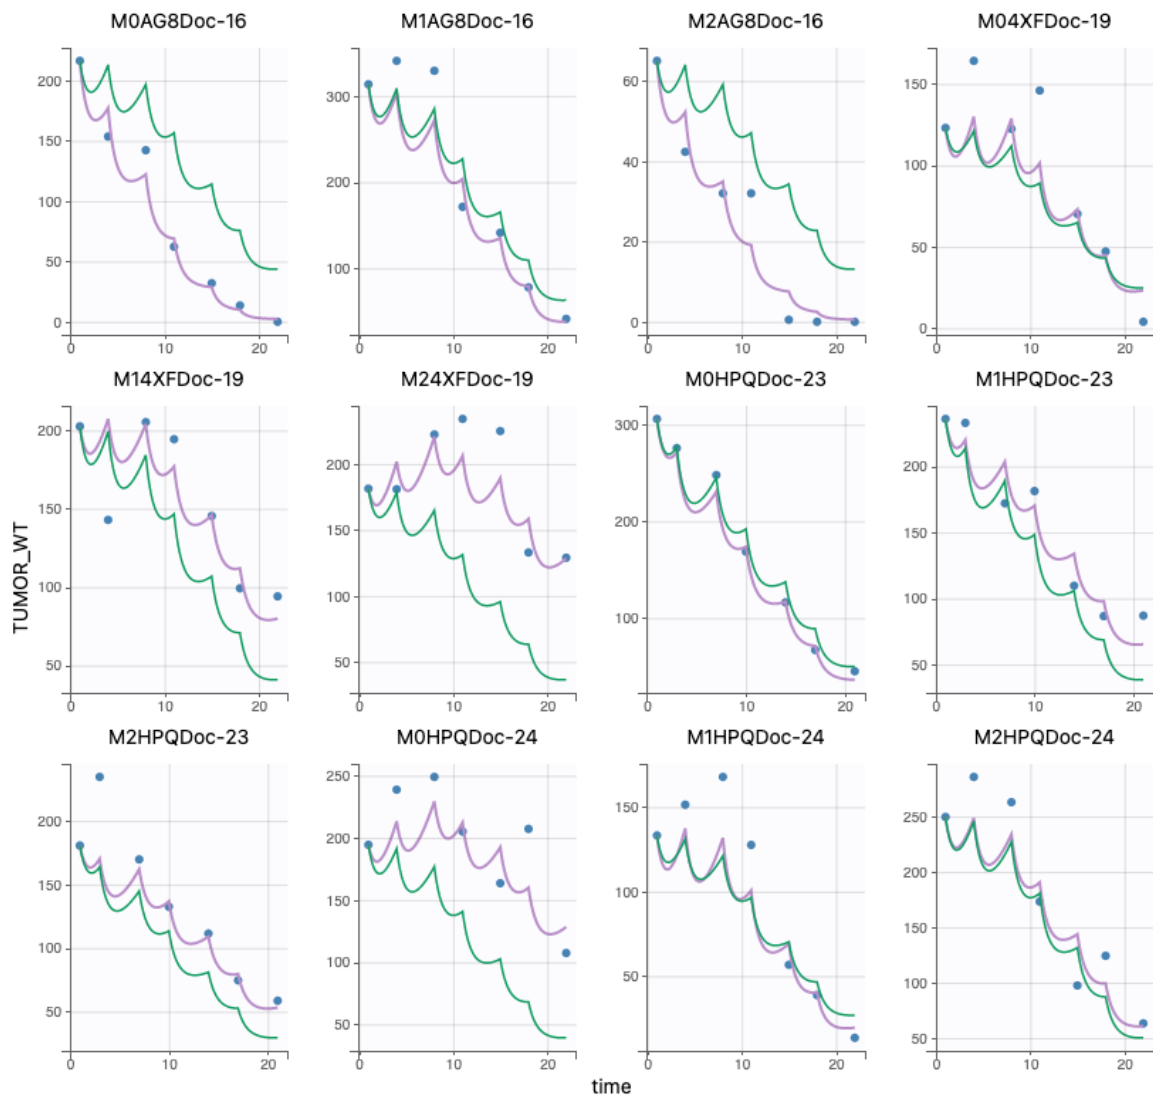 M0AG8Doc-16 M1AG8Doc-16 M2AG8Doc-16 M04XFDoc-19
200 300 60 150
150 40 100
100 200 20 50
50 100
0 0 0
0 10 20 0 10 20 0 10 20 0 10 20
M14XFDoc-19 M24XFDoc-19 M0HPQDoc-23 M1HPQDoc-23
200 200 300 200
150 150 200 150
100 100 100 100
50 50 50
0 10 20 0 10 20 0 10 20 0 10 20
TUMOR_WT
M2HPQDoc-23 M0HPQDoc-24 M1HPQDoc-24 M2HPQDoc-24
200 250 150 250
150 200 100 200
100 150 50 150
50 100 100
50 50
0 10 20 0 10 20 0 10 20 0 10 20
time